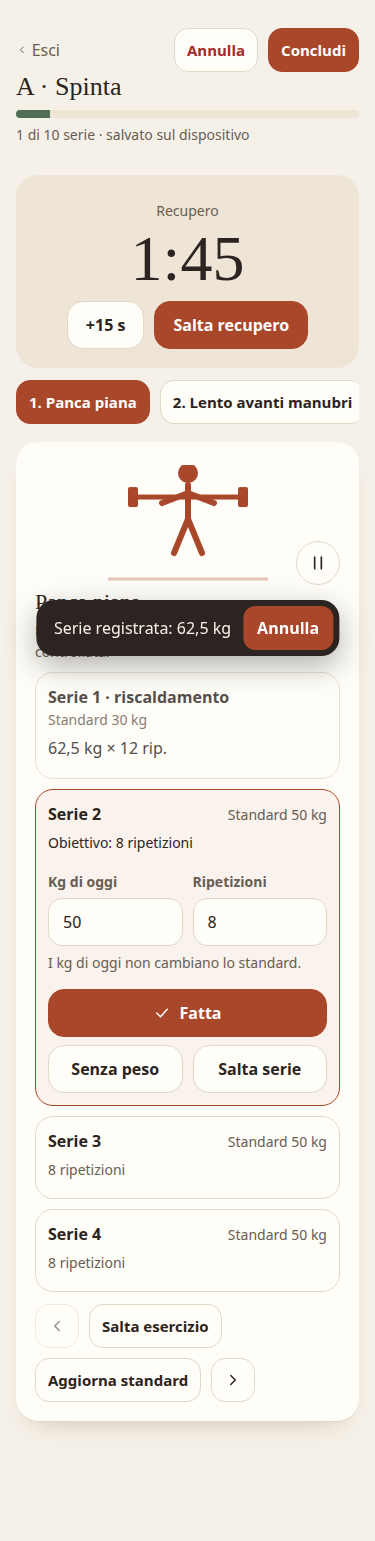 Esci
Annulla
Concludi
A · Spinta
1 di 10 serie · salvato sul dispositivo
Recupero
1:45
+15 s
Salta recupero
1. Panca piana
2. Lento avanti manubri
Panca piana
Serie registrata: 62,5 kg
Annulla
Serie 1 · riscaldamento
Standard 30 kg
62,5 kg × 12 rip.
Serie 2
Standard 50 kg
Obiettivo: 8 ripetizioni
Kg di oggi
Ripetizioni
50
8
I kg di oggi non cambiano lo standard.
Fatta
Senza peso
Salta serie
Serie 3
Standard 50 kg
8 ripetizioni
Serie 4
Standard 50 kg
8 ripetizioni
Salta esercizio
Aggiorna standard